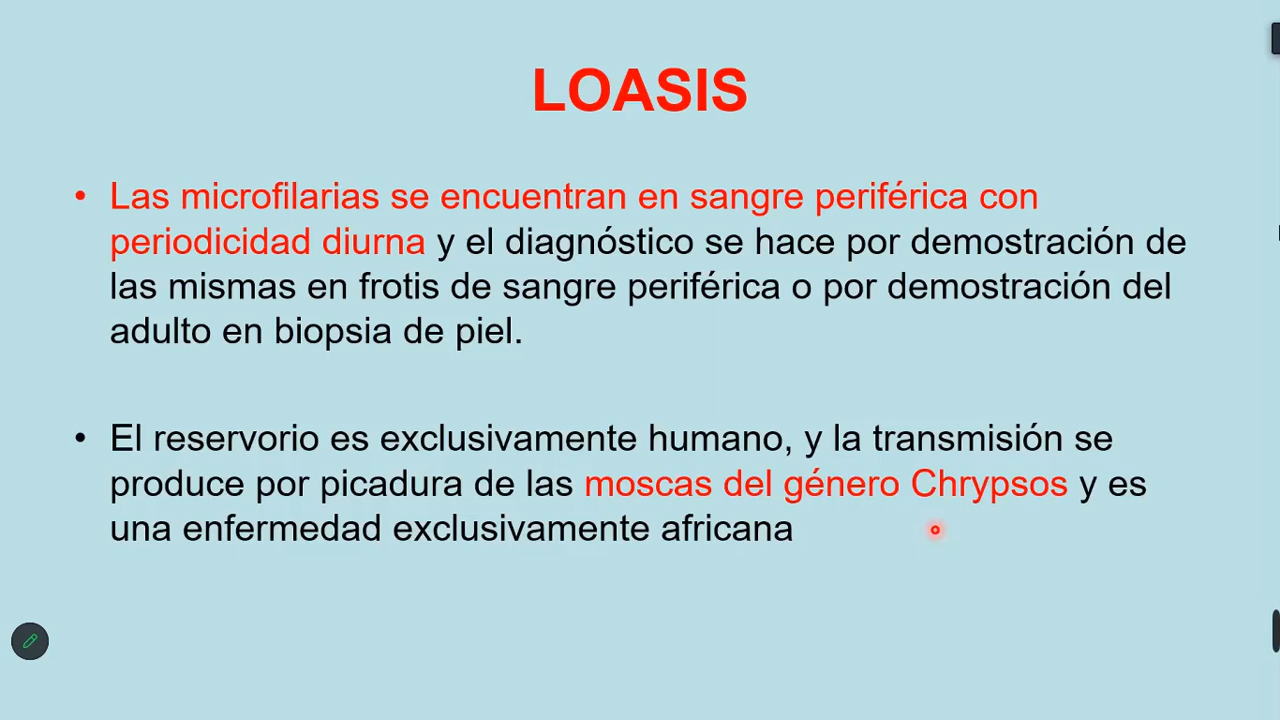 LOASIS
• Las microfilarias se encuentran en sangre periférica con
periodicidad diurna y el diagnóstico se hace por demostración de
las mismas en frotis de sangre periférica o por demostración del
adulto en biopsia de piel.
• El reservorio es exclusivamente humano, y la transmisión se
produce por picadura de las moscas del género Chrypsos y es
una enfermedad exclusivamente africana